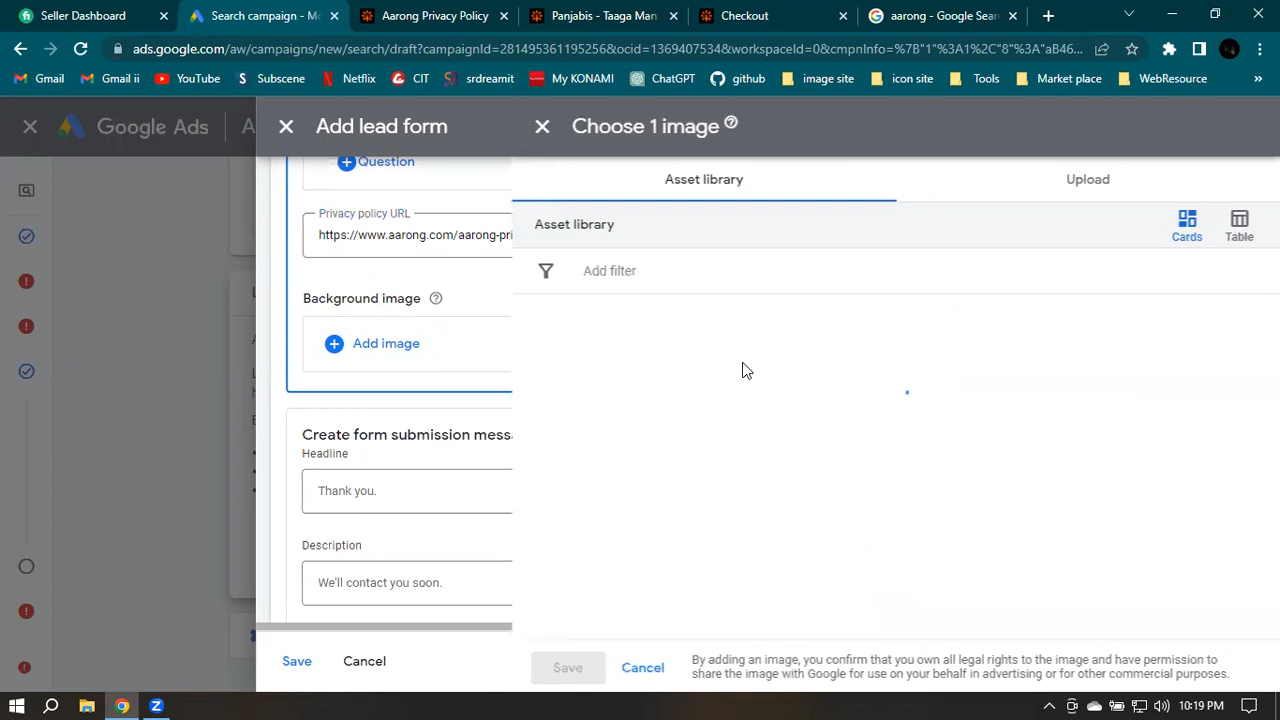 Seller Dashboard
Search campaign - Mo
Aarong Privacy Policy
Panjabis - Taaga Man
Checkout
aarong - Google Sear
ads.google.com/aw/campaigns/new/search/draft?campaignId=281495361195256&ocid=13694075348&workspaceId=0&cmpnInfo=%7B"1"%3A1%2C"8"%3A"aB46...
Gmail
Gmail ii
YouTube
Subscene
Netflix
CIT
srdreamit
My KONAMI
ChatGPT
github
image site
icon site
Tools
Market place
WebResource
»
Google Ads
Add lead form
Choose 1 image
Question
Asset library
Upload
Privacy policy URL
https://www.aarong.com/aarong-pri
Asset library
Cards
Table
Add filter
Background image
Add image
Create form submission messa
Headline
Thank you.
Description
We'll contact you soon.
Save
Cancel
Save
Cancel
By adding an image, you confirm that you own all legal rights to the image and have permission to
share the image with Google for use on your behalf in advertising or for other commercial purposes.
10:19 PM